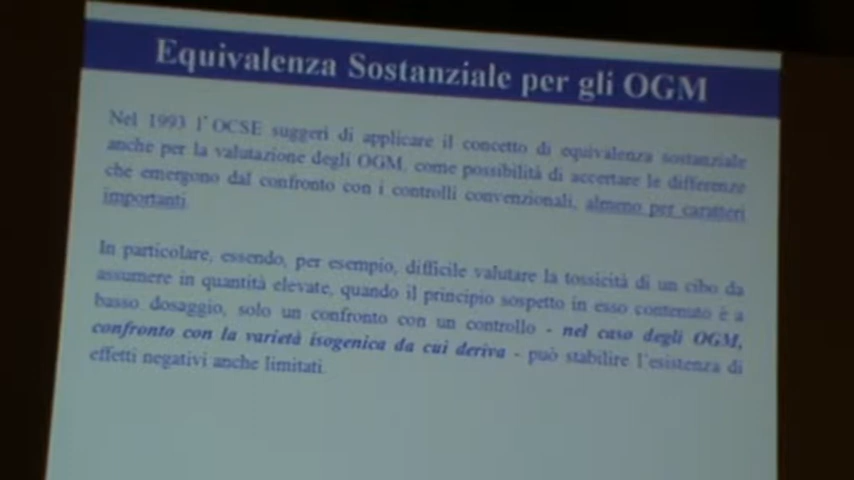 Equivalenza Sostanziale per gli OGM
Nel 1993 l'OCSE suggerì di applicare il concetto di equivalenza sostanziale
anche per la valutazione degli OGM, come possibilità di accertare le differenze
che emergono dal confronto con i controlli convenzionali, almeno per caratteri
importanti.
In particolare, essendo, per esempio, difficile valutare la tossicità di un cibo da
assumere in quantità elevate, quando il principio sospetto in esso contenuto è a
basso dosaggio, solo un confronto con un controllo - nel caso degli OGM,
confronto con la varietà isogenica da cui deriva - può stabilire l'esistenza di
effetti negativi anche limitati.